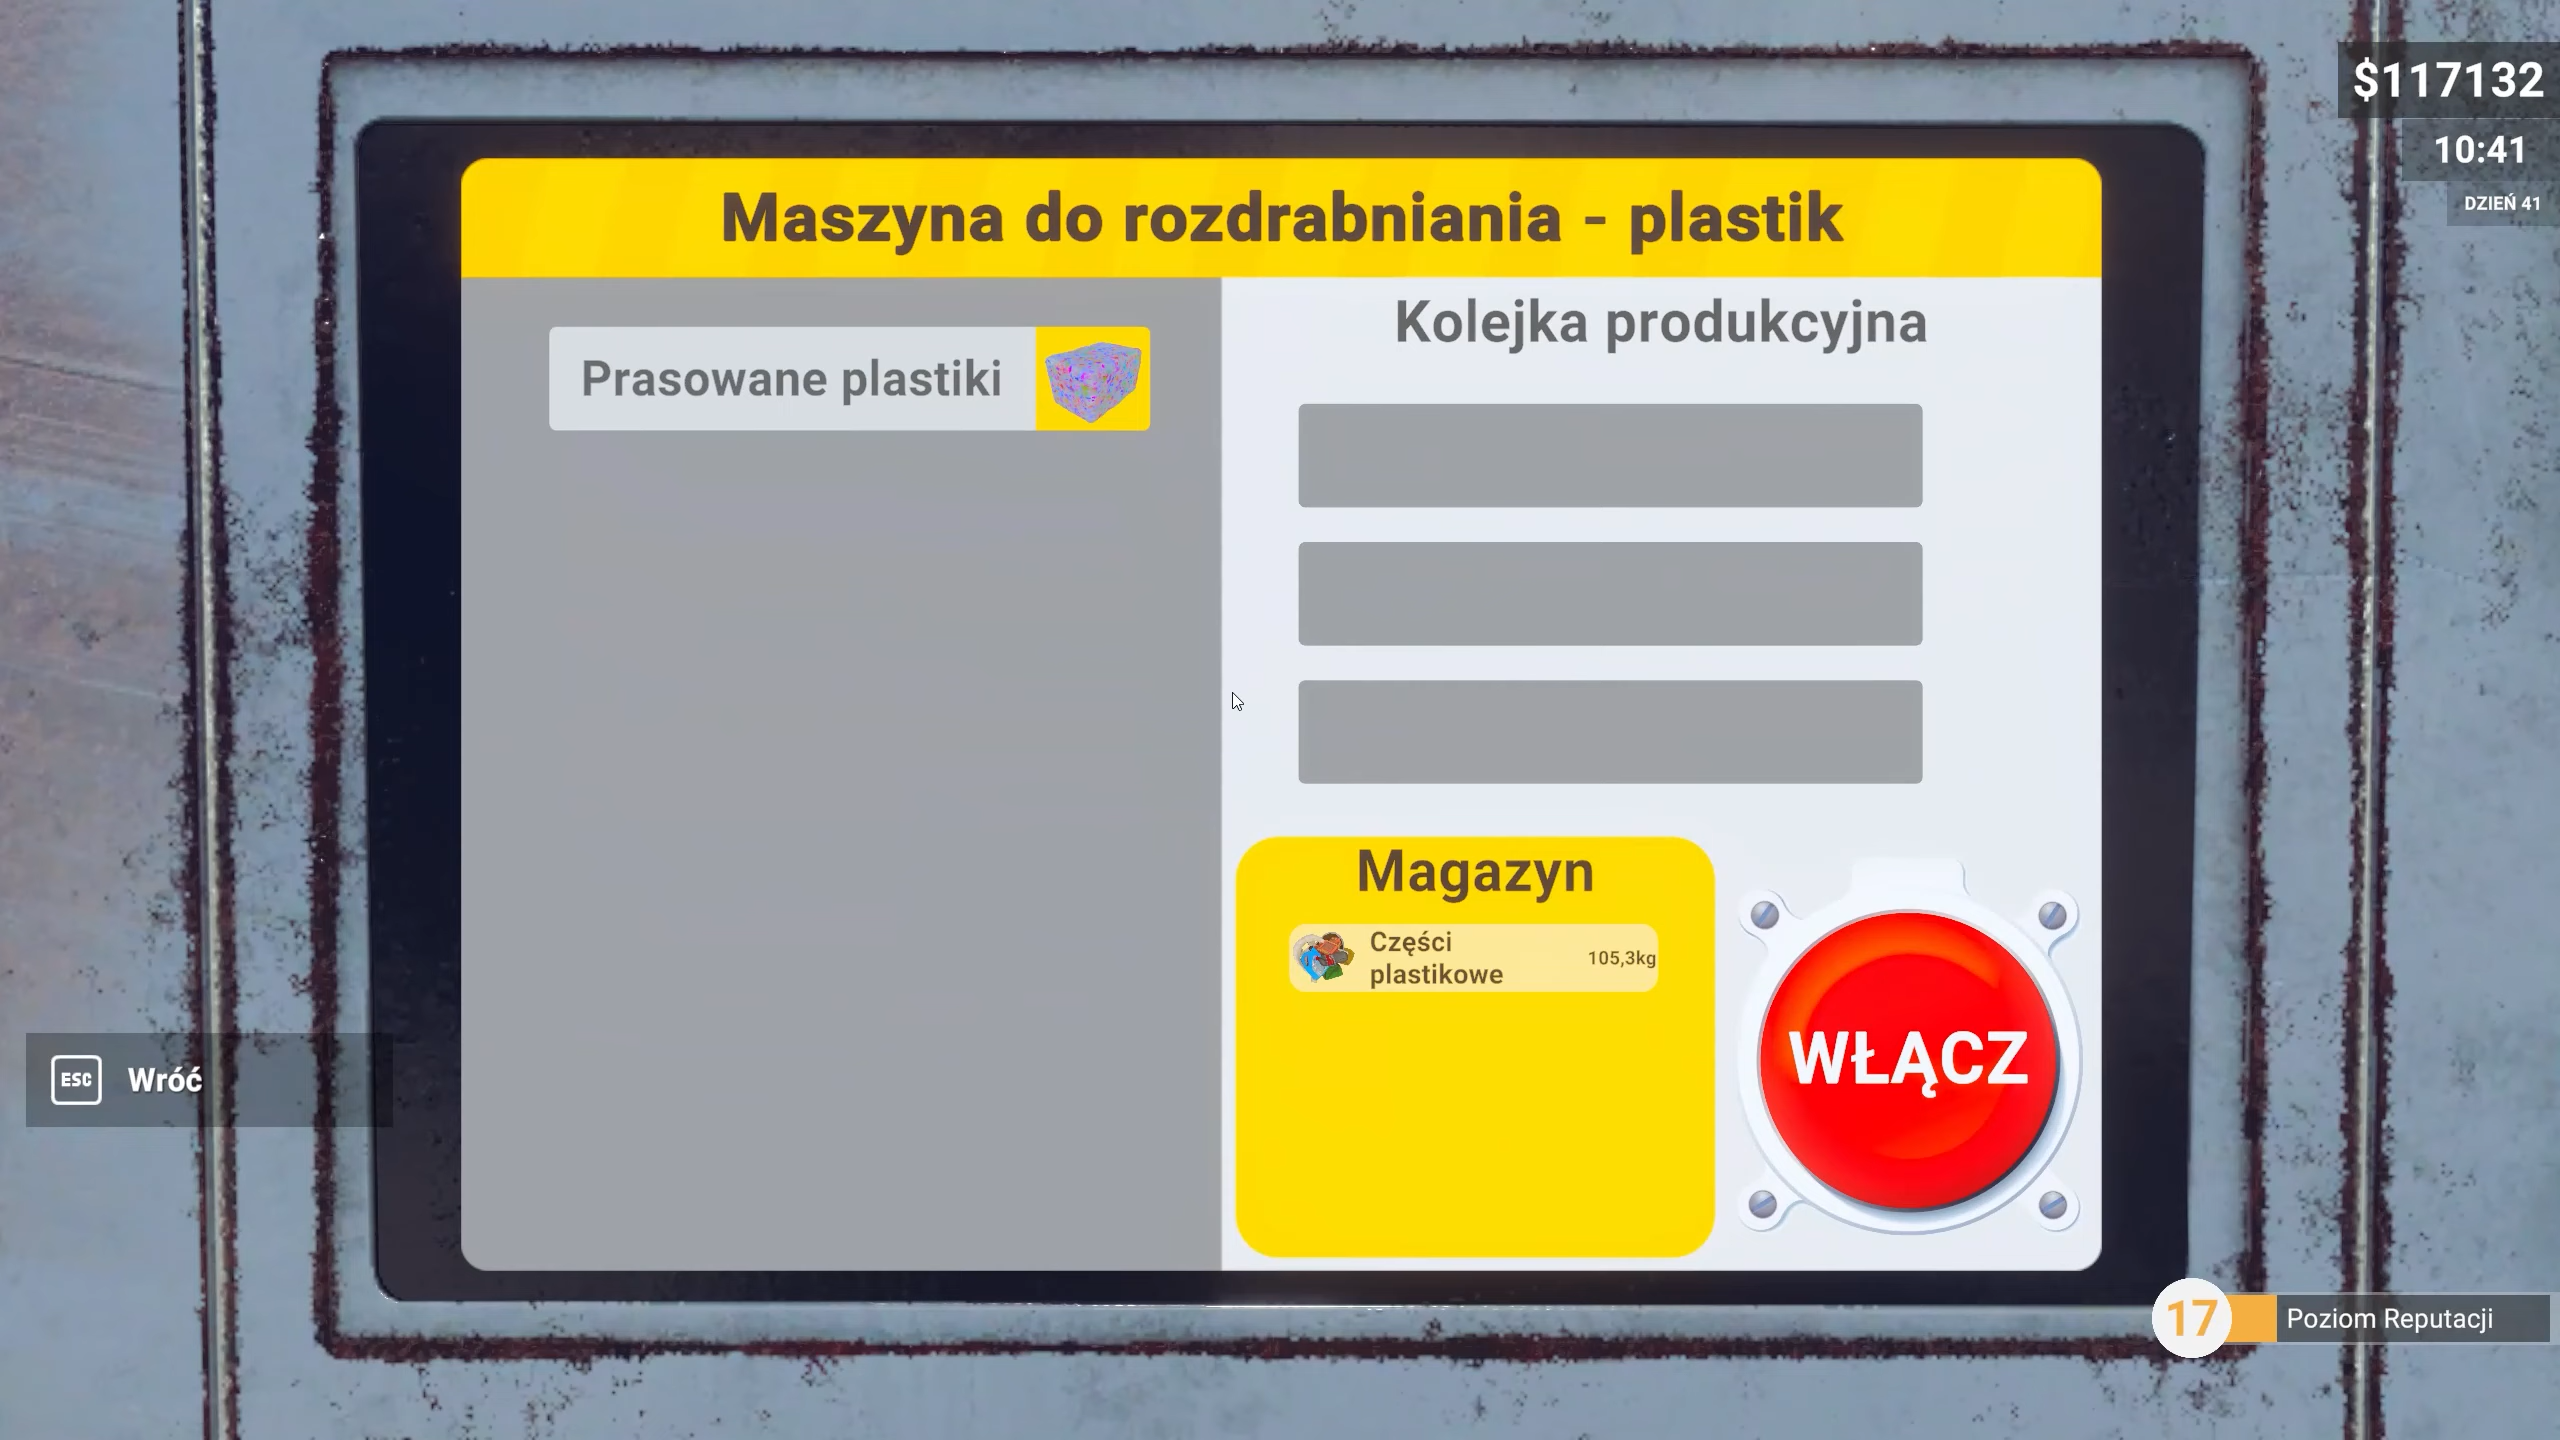 $117132
10:41
DZIEŃ 41
Maszyna do rozdrabniania - plastik
Prasowane plastiki
Kolejka produkcyjna
Magazyn
Części
plastikowe
105,3kg
WŁĄCZ
ESC Wróć
17 Poziom Reputacji